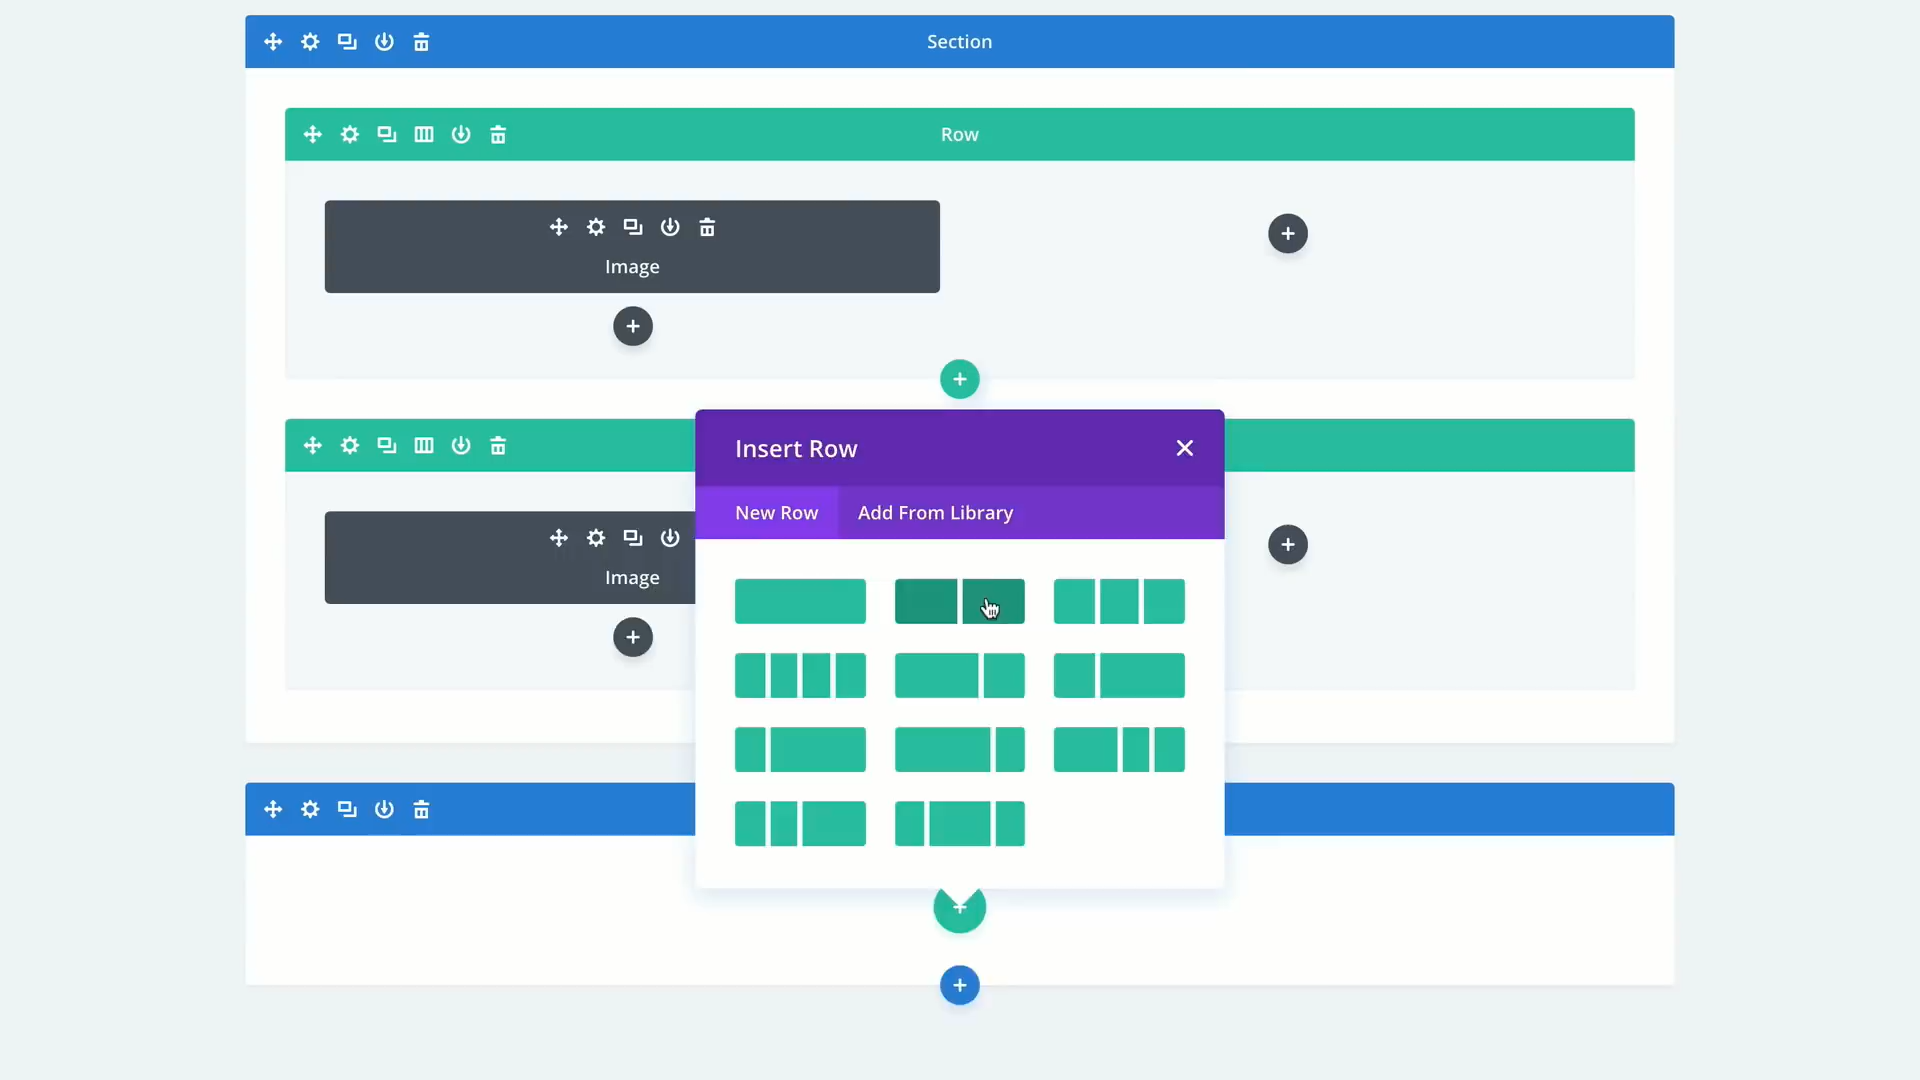 Section
Row
Image
Insert Row
New Row Add From Library
Image